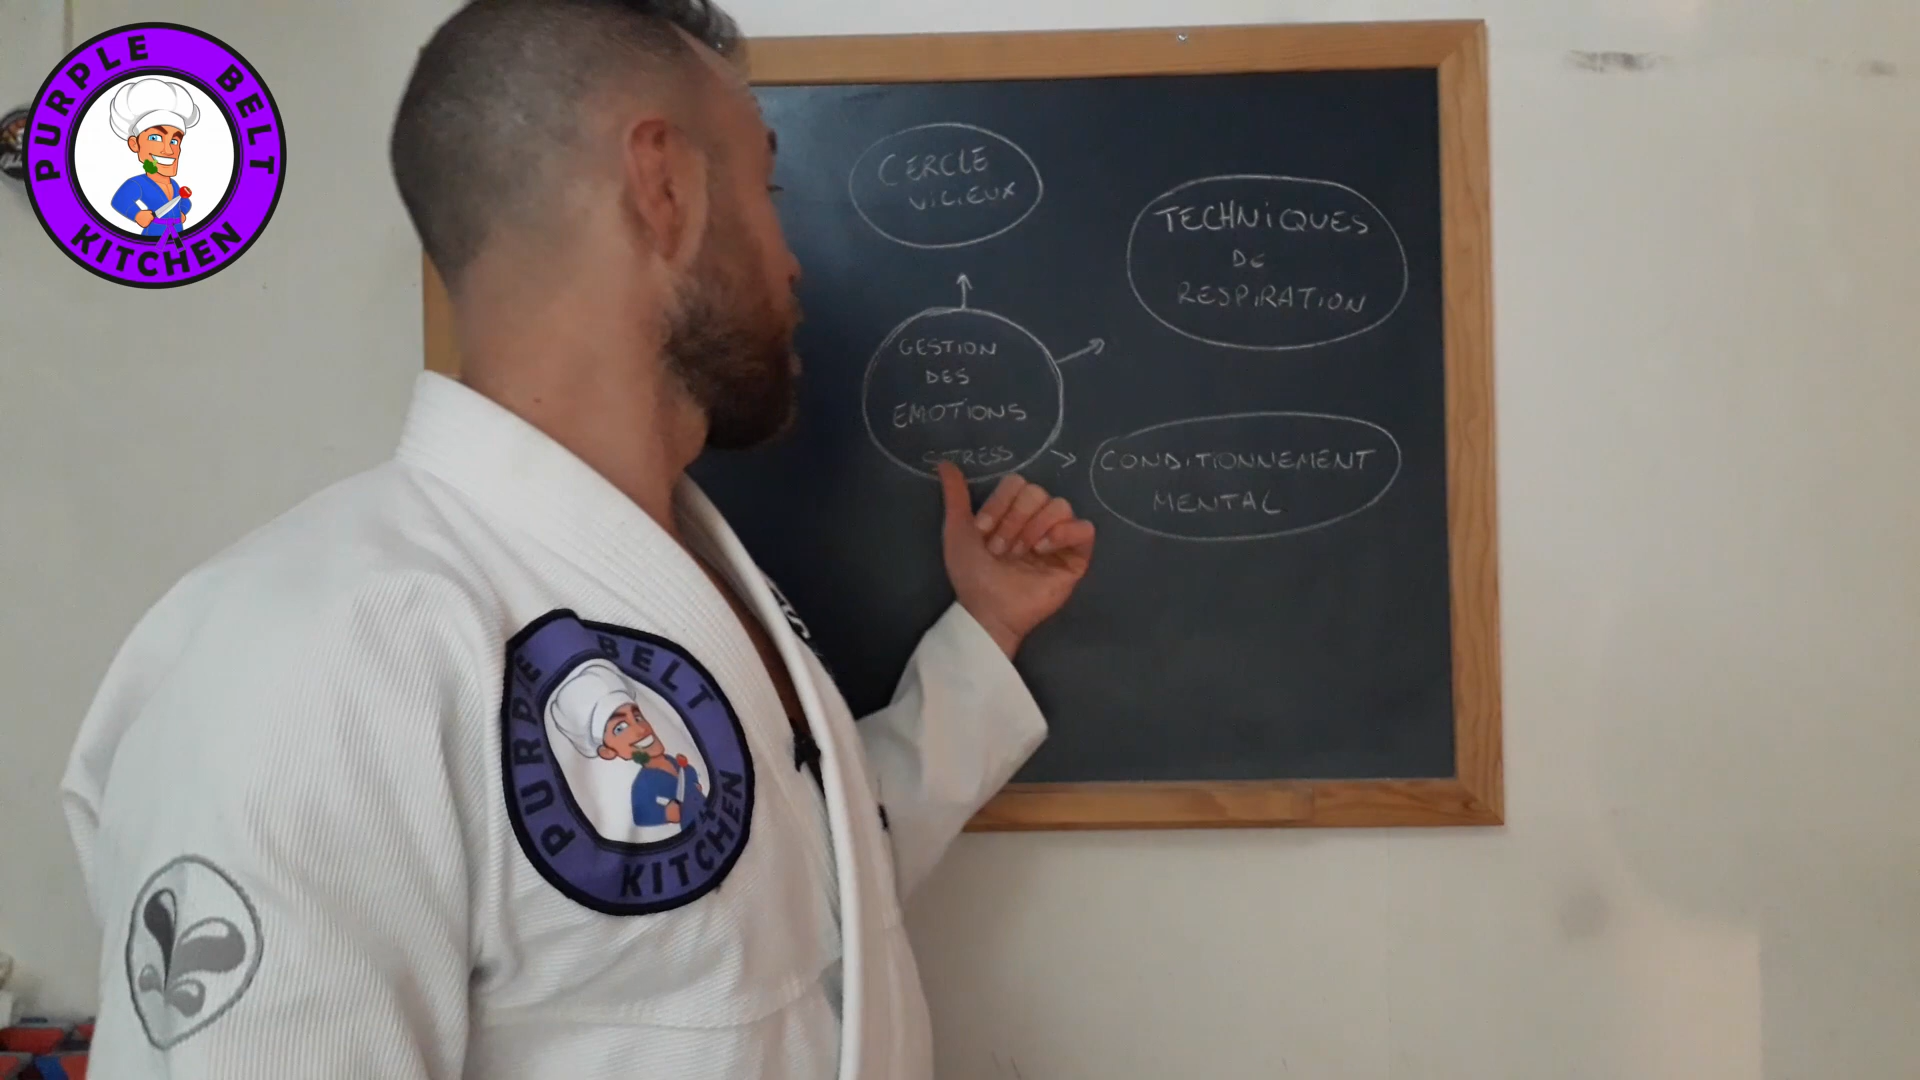 PURPLE BELT
KITCHEN
CERCLE
VICIEUX
TECHNIQUES
DE
RESPIRATION
GESTION
DES
EMOTIONS
STRESS
CONDITIONNEMENT
MENTAL
PURPLE BELT
KITCHEN